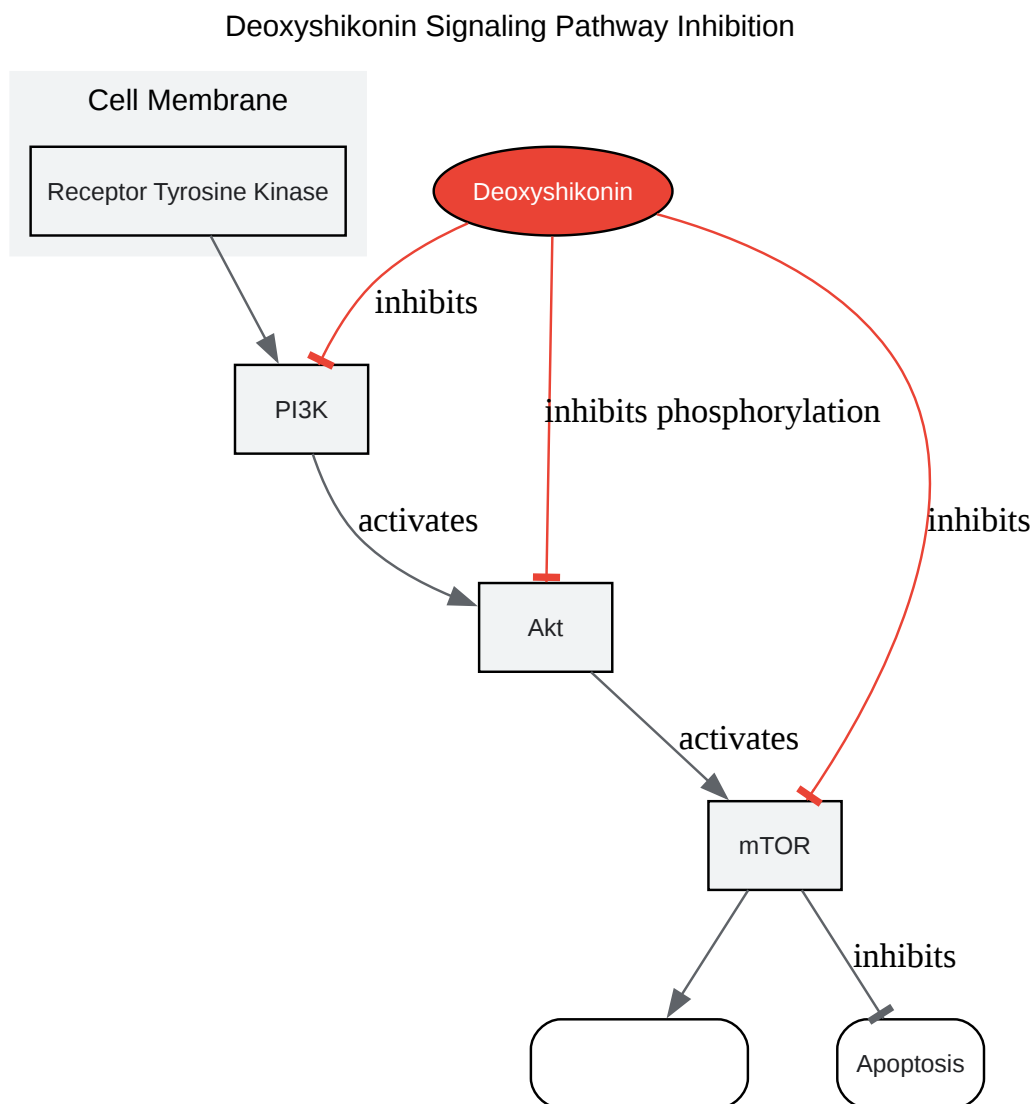 Deoxyshikonin Signaling Pathway Inhibition
Cell Membrane
Receptor Tyrosine Kinase
Deoxyshikonin
inhibits
PI3K
inhibits phosphorylation
activates
inhibits
Akt
activates
mTOR
inhibits
Apoptosis